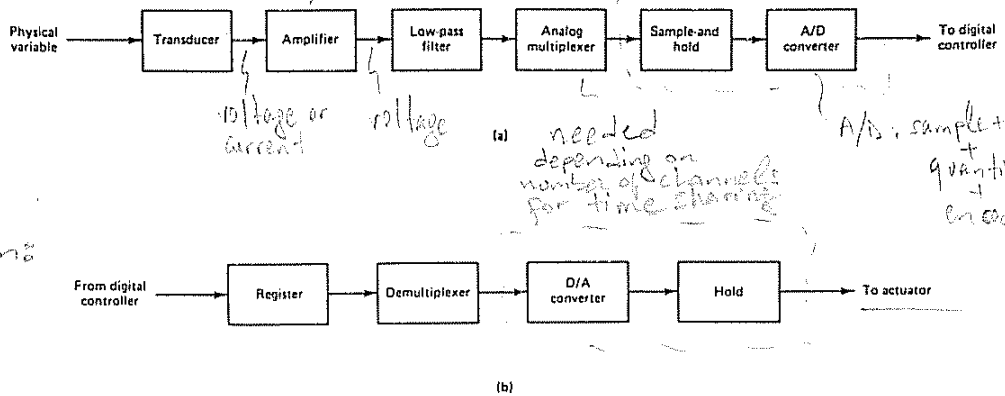 Physical
variable
Transducer
Amplifier
Low-pass
filter
Analog
multiplexer
Sample-and
hold
A/D
converter
To digital
controller
voltage or
current
voltage
(a)
needed
depending on
number of channels
for time sharing
A/D: sample +
+
quanti
+
enco
From digital
controller
Register
Demultiplexer
D/A
converter
Hold
To actuator
(b)